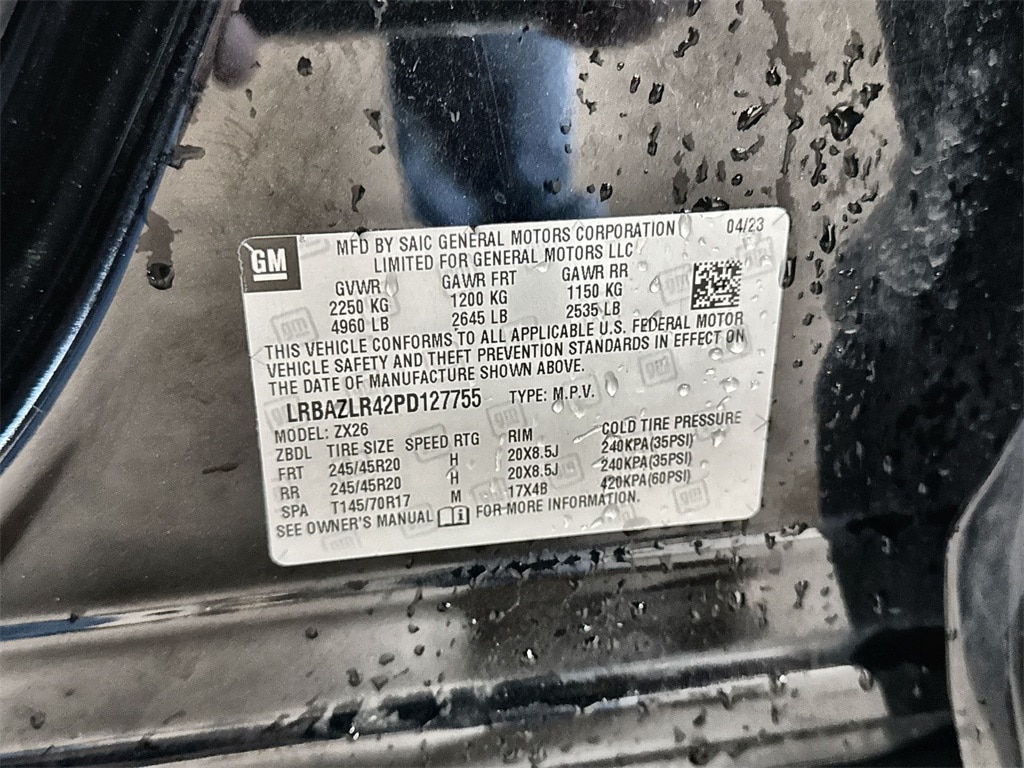 GM
MFD BY SAIC GENERAL MOTORS CORPORATION 04/23
LIMITED FOR GENERAL MOTORS LLC
GVWR GAWR FRT GAWR RR
2250 KG 1200 KG 1150 KG
4960 LB 2645 LB 2535 LB
THIS VEHICLE CONFORMS TO ALL APPLICABLE U.S. FEDERAL MOTOR
VEHICLE SAFETY AND THEFT PREVENTION STANDARDS IN EFFECT ON
THE DATE OF MANUFACTURE SHOWN ABOVE.
LRBAZLR42PD127755 TYPE: M.P.V.
MODEL: ZX26
ZBDL TIRE SIZE SPEED RTG RIM COLD TIRE PRESSURE
FRT 245/45R20 H 20X8.5J 240KPA(35PSI)
RR 245/45R20 H 20X8.5J 240KPA(35PSI)
SPA T145/70R17 M 17X4B 420KPA(60PSI)
SEE OWNER'S MANUAL FOR MORE INFORMATION.